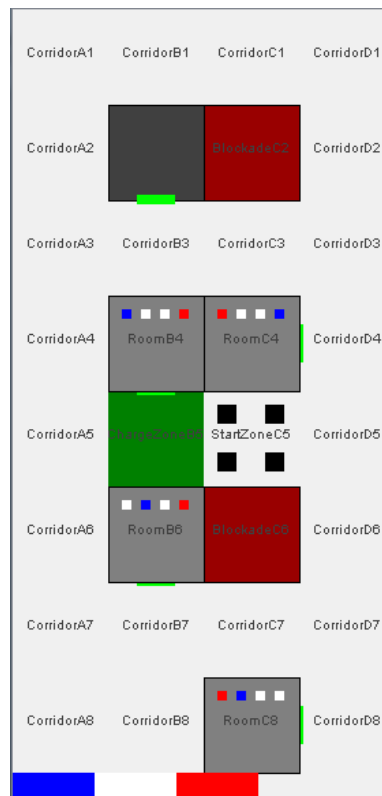 CorridorA1 CorridorB1 CorridorC1 CorridorD1
CorridorA2 BlockadeC2 CorridorD2
CorridorA3 CorridorB3 CorridorC3 CorridorD3
CorridorA4 RoomB4 RoomC4 CorridorD4
CorridorA5 ChargeZoneB5 StartZoneC5 CorridorD5
CorridorA6 RoomB6 BlockadeC6 CorridorD6
CorridorA7 CorridorB7 CorridorC7 CorridorD7
CorridorA8 CorridorB8 RoomC8 CorridorD8